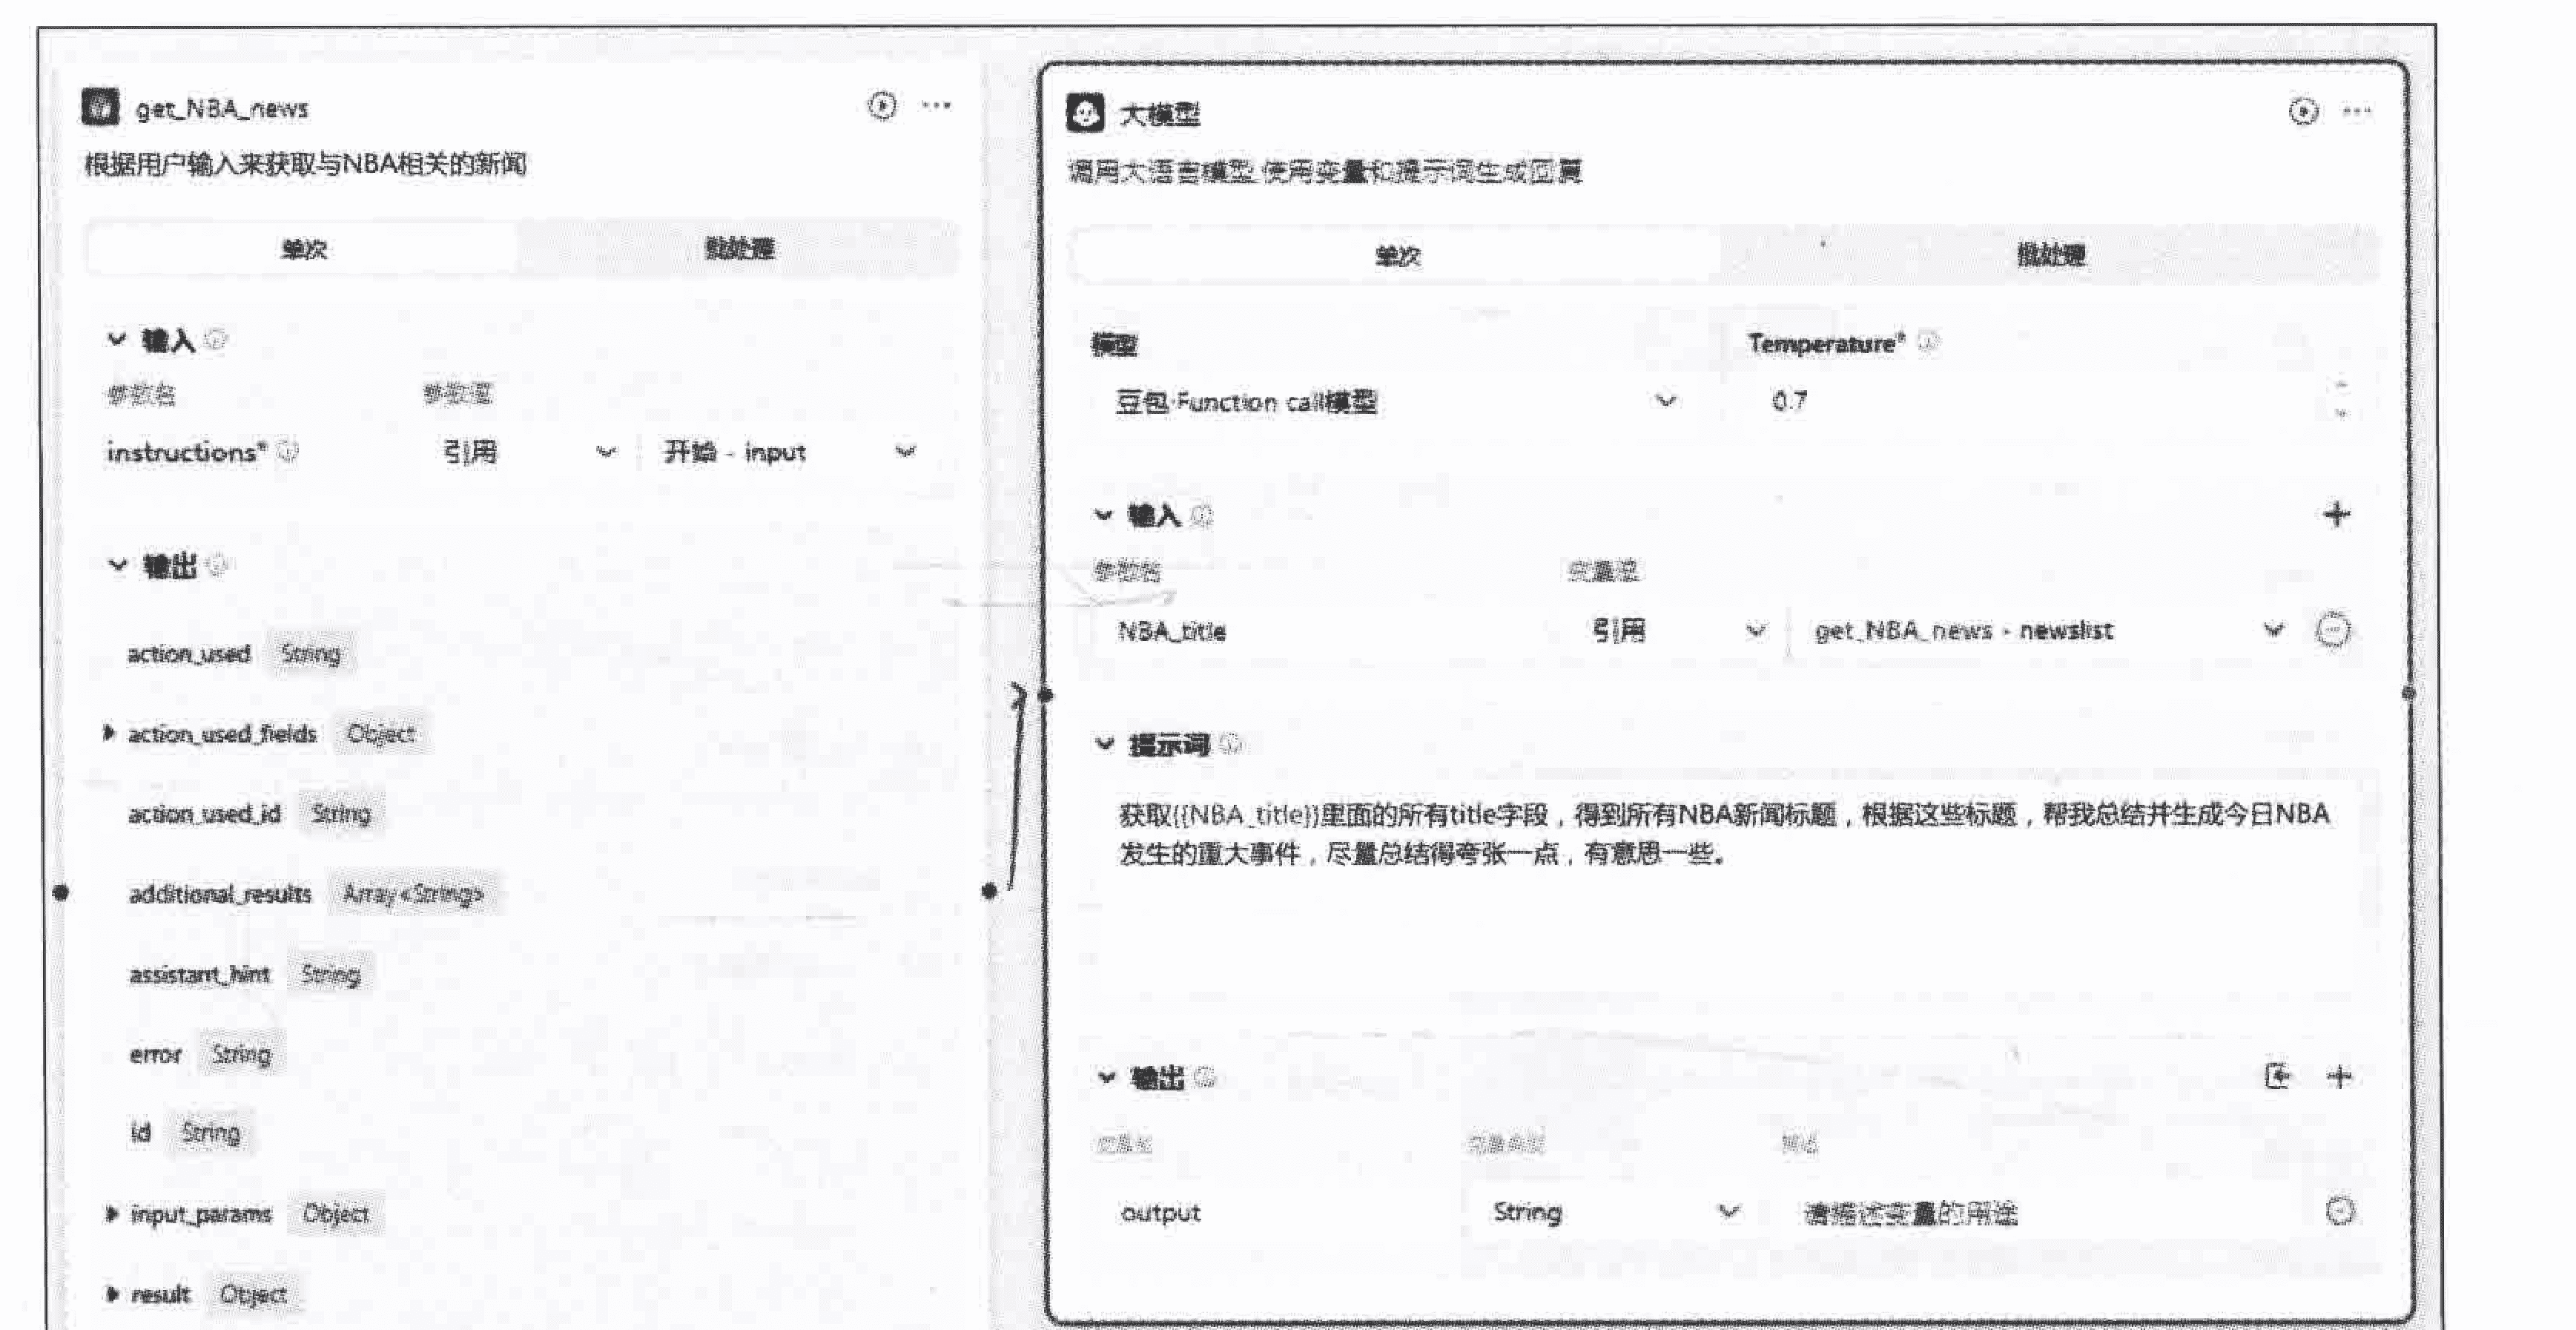 get_NBA_news
根据用户输入来获取与NBA相关的新闻
单次 批处理
输入
参数名 参数值
instructions* 引用 开始 - input
输出
action_used String
action_used_fields Object
action_used_id String
additional_results Array<String>
assistant_hint String
error String
id String
input_params Object
result Object
大模型
调用大语言模型,使用变量和提示词生成回复
单次 批处理
模型 Temperature*
豆包·Function call模型 0.7
输入
参数名 变量值
NBA_title 引用 get_NBA_news - newslist
提示词
获取{{NBA_title}}里面的所有title字段，得到所有NBA新闻标题，根据这些标题，帮我总结并生成今日NBA
发生的重大事件，尽量总结得夸张一点，有意思一些。
输出
变量名 变量类型
output String 请描述变量的用途